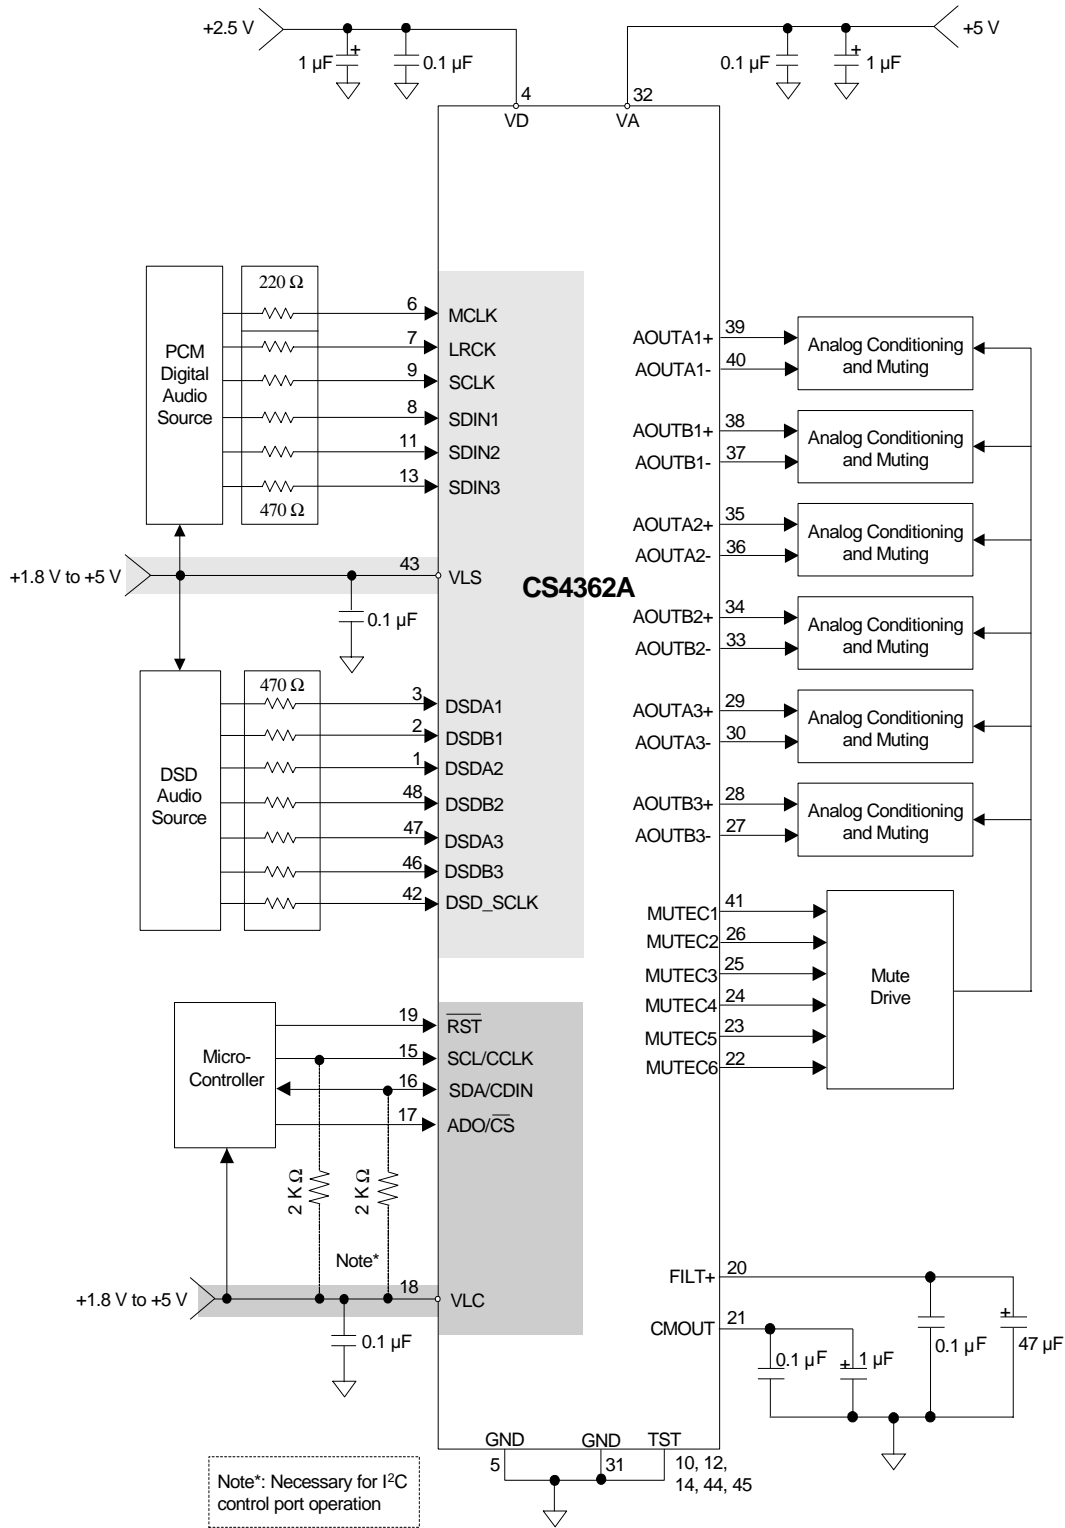 +2.5 V
1 µF
+
0.1 µF
0.1 µF
+
1 µF
+5 V
4
32
VD
VA
PCM
Digital
Audio
Source
220 Ω
470 Ω
6
MCLK
7
LRCK
9
SCLK
8
SDIN1
11
SDIN2
13
SDIN3
+1.8 V to +5 V
43
VLS
0.1 µF
CS4362A
DSD
Audio
Source
470 Ω
3
DSDA1
2
DSDB1
1
DSDA2
48
DSDB2
47
DSDA3
46
DSDB3
42
DSD_SCLK
Micro-
Controller
19
RST
15
SCL/CCLK
16
SDA/CDIN
17
ADO/CS
2 K Ω
2 K Ω
Note*
+1.8 V to +5 V
18
VLC
0.1 µF
AOUTA1+
39
AOUTA1-
40
Analog Conditioning
and Muting
AOUTB1+
38
AOUTB1-
37
Analog Conditioning
and Muting
AOUTA2+
35
AOUTA2-
36
Analog Conditioning
and Muting
AOUTB2+
34
AOUTB2-
33
Analog Conditioning
and Muting
AOUTA3+
29
AOUTA3-
30
Analog Conditioning
and Muting
AOUTB3+
28
AOUTB3-
27
Analog Conditioning
and Muting
MUTEC1
41
MUTEC2
26
MUTEC3
25
MUTEC4
24
MUTEC5
23
MUTEC6
22
Mute
Drive
FILT+
20
CMOUT
21
0.1 µF
+
1 µF
0.1 µF
+
47 µF
GND
5
GND
31
TST
10, 12,
14, 44, 45
Note*: Necessary for I²C
control port operation